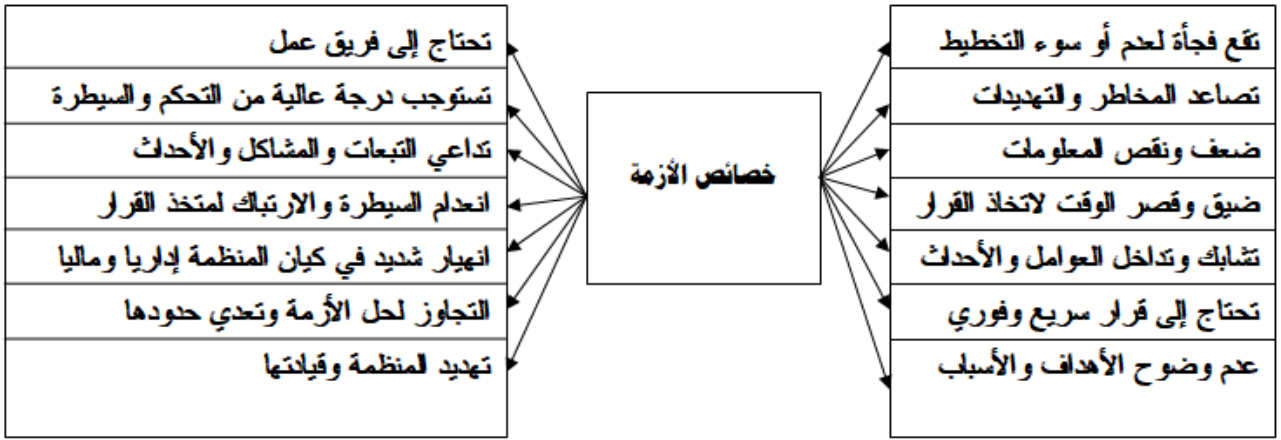 خصائص الأزمة
تقع فجأة لعدم أو سوء التخطيط
تصاعد المخاطر والتهديدات
ضعف ونقص المعلومات
ضيق وقصر الوقت لاتخاذ القرار
تشابك وتداخل العوامل والأحداث
تحتاج إلى قرار سريع وفوري
عدم وضوح الأهداف والأسباب
تحتاج إلى فريق عمل
تستوجب درجة عالية من التحكم والسيطرة
تداعي التبعات والمشاكل والأحداث
انعدام السيطرة والارتباك لمتخذ القرار
انهيار شديد في كيان المنظمة إداريا وماليا
التجاوز لحل الأزمة وتعدي حدودها
تهديد المنظمة وقيادتها